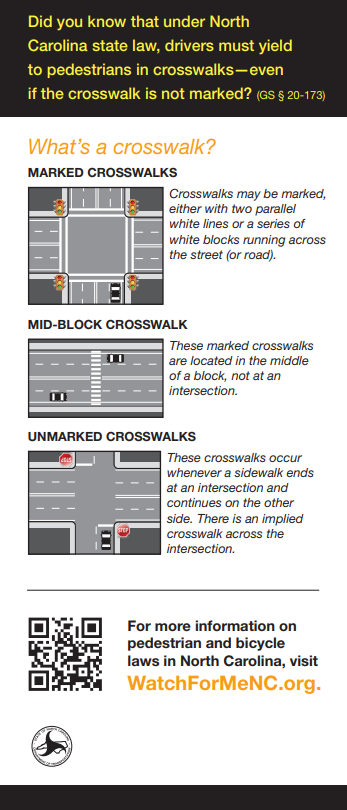 Did you know that under North
Carolina state law, drivers must yield
to pedestrians in crosswalks—even
if the crosswalk is not marked? (GS § 20-173)
What's a crosswalk?
MARKED CROSSWALKS
Crosswalks may be marked,
either with two parallel
white lines or a series of
white blocks running across
the street (or road).
MID-BLOCK CROSSWALK
These marked crosswalks
are located in the middle
of a block, not at an
intersection.
UNMARKED CROSSWALKS
STOP
STOP
These crosswalks occur
whenever a sidewalk ends
at an intersection and
continues on the other
side. There is an implied
crosswalk across the
intersection.
For more information on
pedestrian and bicycle
laws in North Carolina, visit
WatchForMeNC.org.